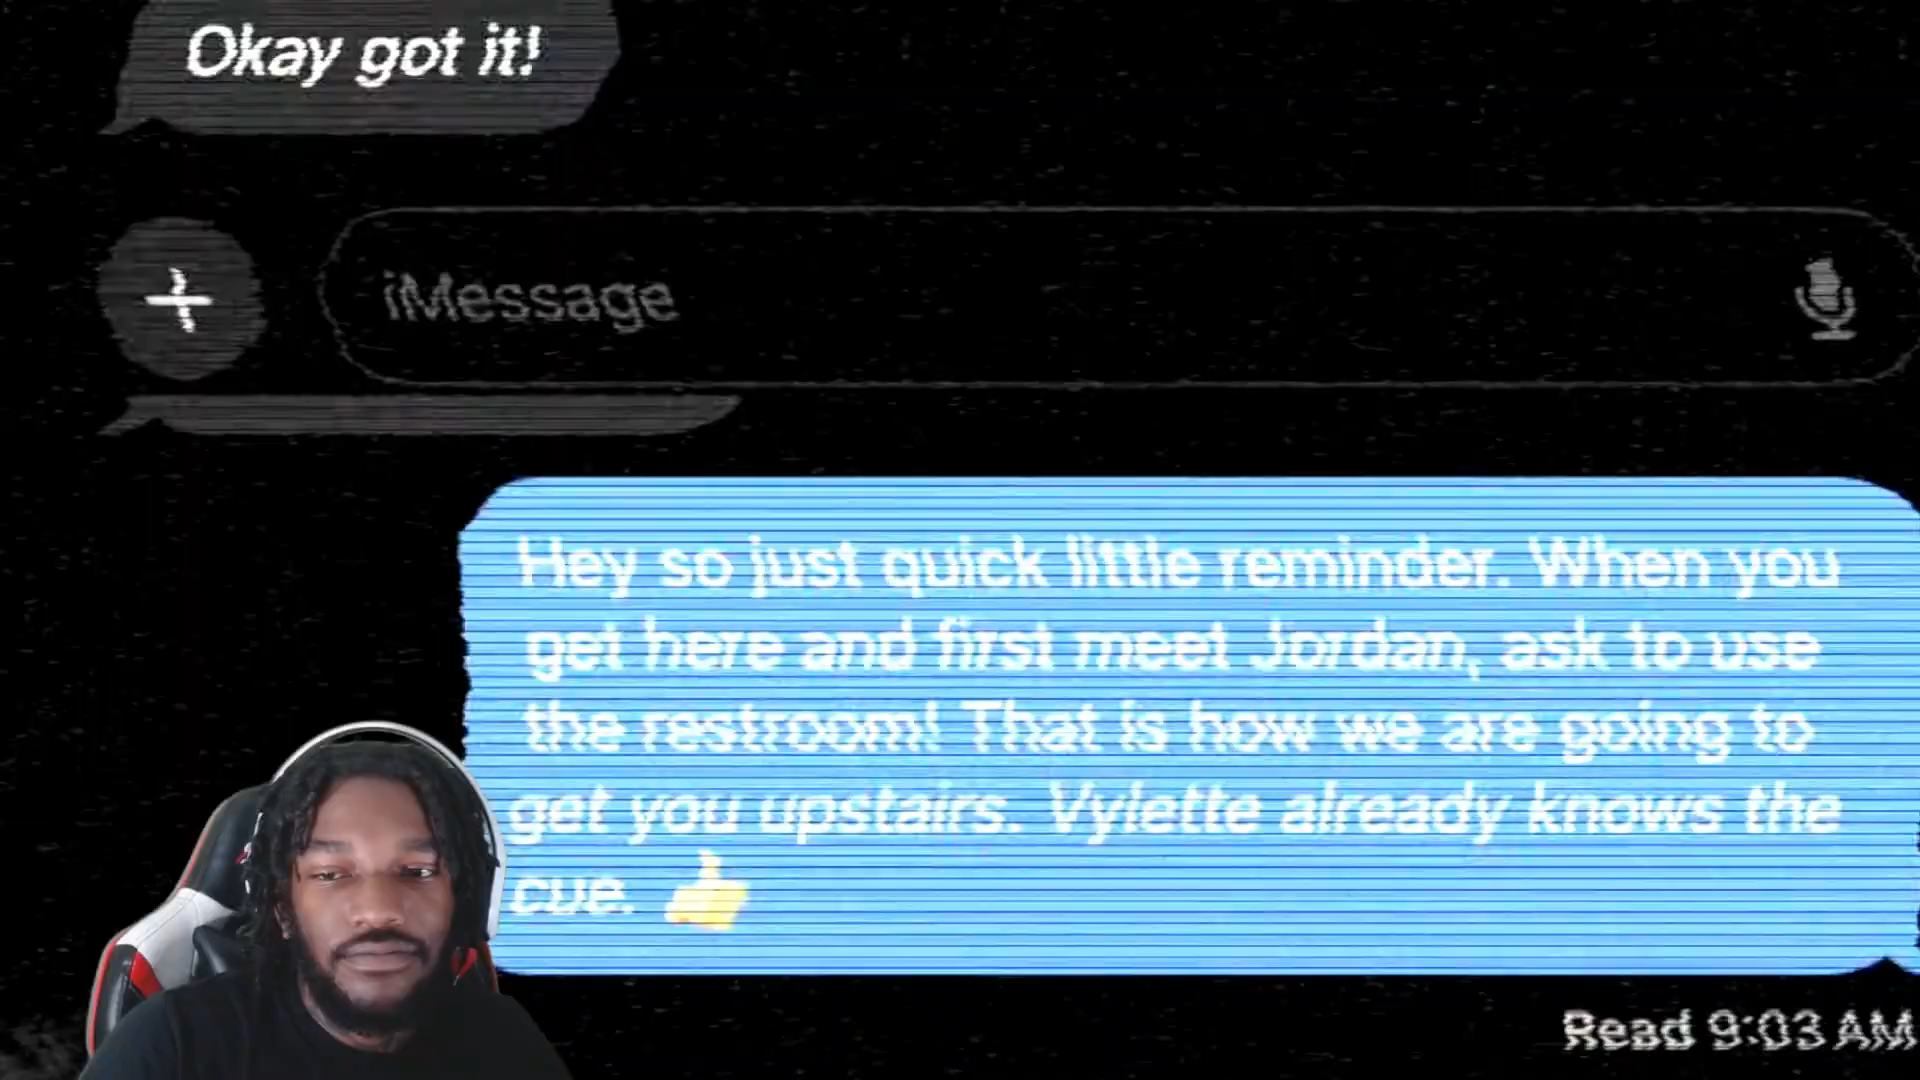 Okay got it!
iMessage
Hey so just quick little reminder. When you
get here and first meet Jordan, ask to use
the restroom! That is how we are going to
get you upstairs. Vylette already knows the
cue. 👍
Read 9:03 AM